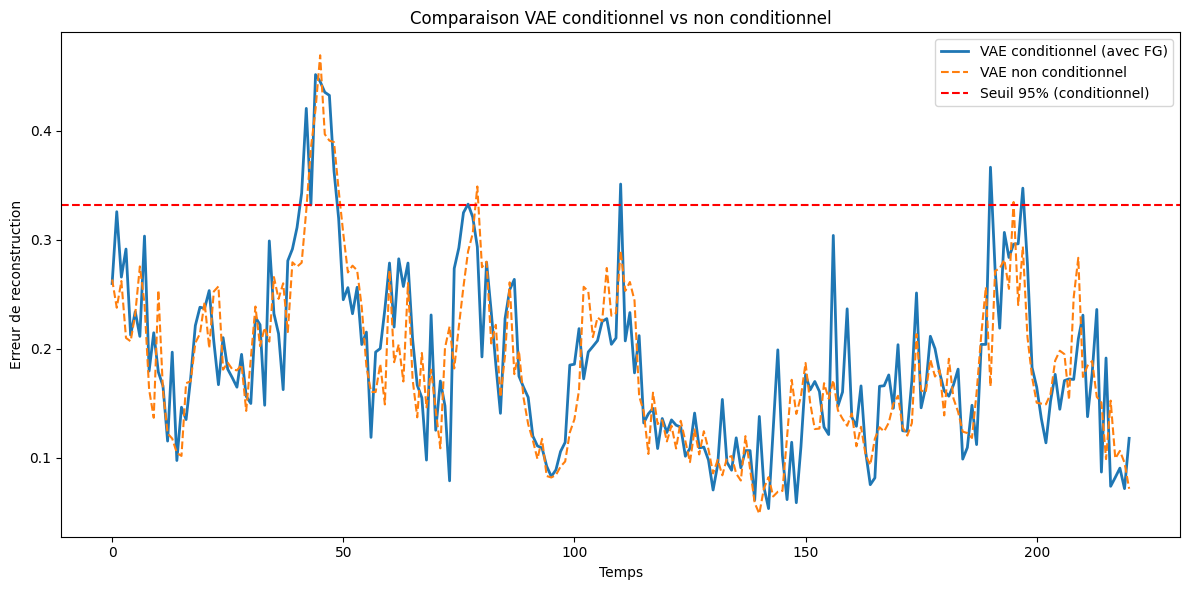 Comparaison VAE conditionnel vs non conditionnel
VAE conditionnel (avec FG)
VAE non conditionnel
Seuil 95% (conditionnel)
Erreur de reconstruction
0.4
0.3
0.2
0.1
0
50
100
150
200
Temps